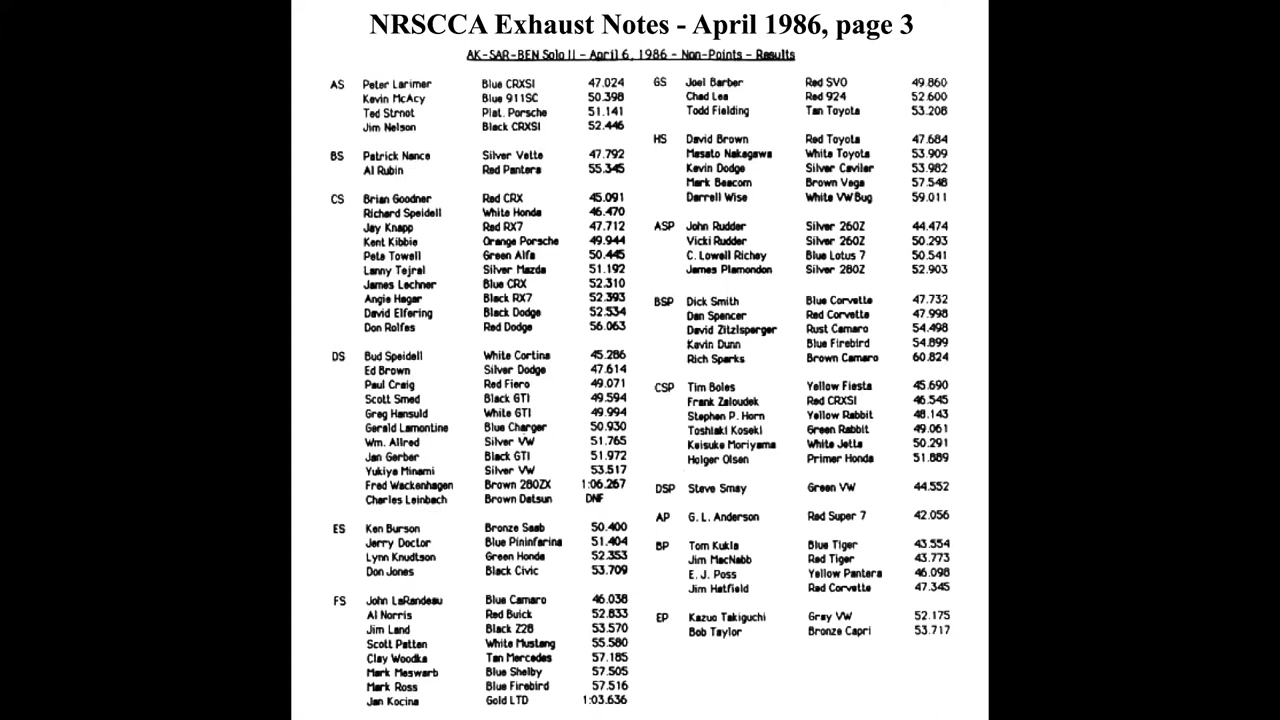 NRSCCA Exhaust Notes - April 1986, page 3
AK-SAR-BEN Solo II - April 6, 1986 - Non-Points - Results
AS Peter Larimer Blue CRXSI 47.024
Kevin McAcy Blue 911SC 50.398
Ted Strnot Plat. Porsche 51.141
Jim Nelson Black CRXSI 52.446
BS Patrick Nance Silver Vette 47.792
Al Rubin Red Pantera 55.345
CS Brian Goodner Red CRX 45.091
Richard Speidell White Honda 46.470
Jay Knapp Red RX7 47.712
Kent Kibbie Orange Porsche 49.944
Pete Towell Green Alfa 50.445
Lanny Tejral Silver Mazda 51.192
James Lechner Blue CRX 52.310
Angie Hagar Black RX7 52.393
David Elfering Black Dodge 52.534
Don Rolfes Red Dodge 56.063
DS Bud Speidell White Cortina 45.286
Ed Brown Silver Dodge 47.614
Paul Craig Red Fiero 49.071
Scott Smed Black GTI 49.594
Greg Hansuld White GTI 49.994
Gerald Lamontine Blue Charger 50.930
Wm. Allred Silver VW 51.765
Jan Gerber Black GTI 51.972
Yukiya Minami Silver VW 53.517
Fred Wackenhagen Brown 280ZX 1:06.267
Charles Leinbach Brown Datsun DNF
ES Ken Burson Bronze Saab 50.400
Jerry Doctor Blue Pininfarina 51.404
Lynn Knudtson Green Honda 52.353
Don Jones Black Civic 53.709
FS John LaRandeau Blue Camaro 46.038
Al Norris Red Buick 52.833
Jim Land Black Z28 53.570
Scott Patten White Mustang 55.580
Clay Woodka Tan Mercedes 57.185
Mark Meswarb Blue Shelby 57.505
Mark Ross Blue Firebird 57.516
Jan Kocina Gold LTD 1:03.636
GS Joel Barber Red SVO 49.860
Chad Lea Red 924 52.600
Todd Fielding Tan Toyota 53.208
HS David Brown Red Toyota 47.684
Masato Nakagawa White Toyota 53.909
Kevin Dodge Silver Caviler 53.982
Mark Beacom Brown Vega 57.548
Darrell Wise White VW Bug 59.011
ASP John Rudder Silver 260Z 44.474
Vicki Rudder Silver 260Z 50.293
C. Lowell Richey Blue Lotus 7 50.541
James Plamondon Silver 280Z 52.903
BSP Dick Smith Blue Corvette 47.732
Dan Spencer Red Corvette 47.998
David Zitzlsperger Rust Camaro 54.498
Kevin Dunn Blue Firebird 54.899
Rich Sparks Brown Camaro 60.824
CSP Tim Boles Yellow Fiesta 45.690
Frank Zaloudek Red CRXSI 46.545
Stephen P. Horn Yellow Rabbit 48.143
Toshiaki Koseki Green Rabbit 49.061
Keisuke Moriyama White Jetta 50.291
Holger Olsen Primer Honda 51.889
DSP Steve Smay Green VW 44.552
AP G. L. Anderson Red Super 7 42.056
BP Tom Kukla Blue Tiger 43.554
Jim MacNabb Red Tiger 43.773
E. J. Poss Yellow Pantera 46.098
Jim Hatfield Red Corvette 47.345
EP Kazuo Takiguchi Gray VW 52.175
Bob Taylor Bronze Capri 53.717